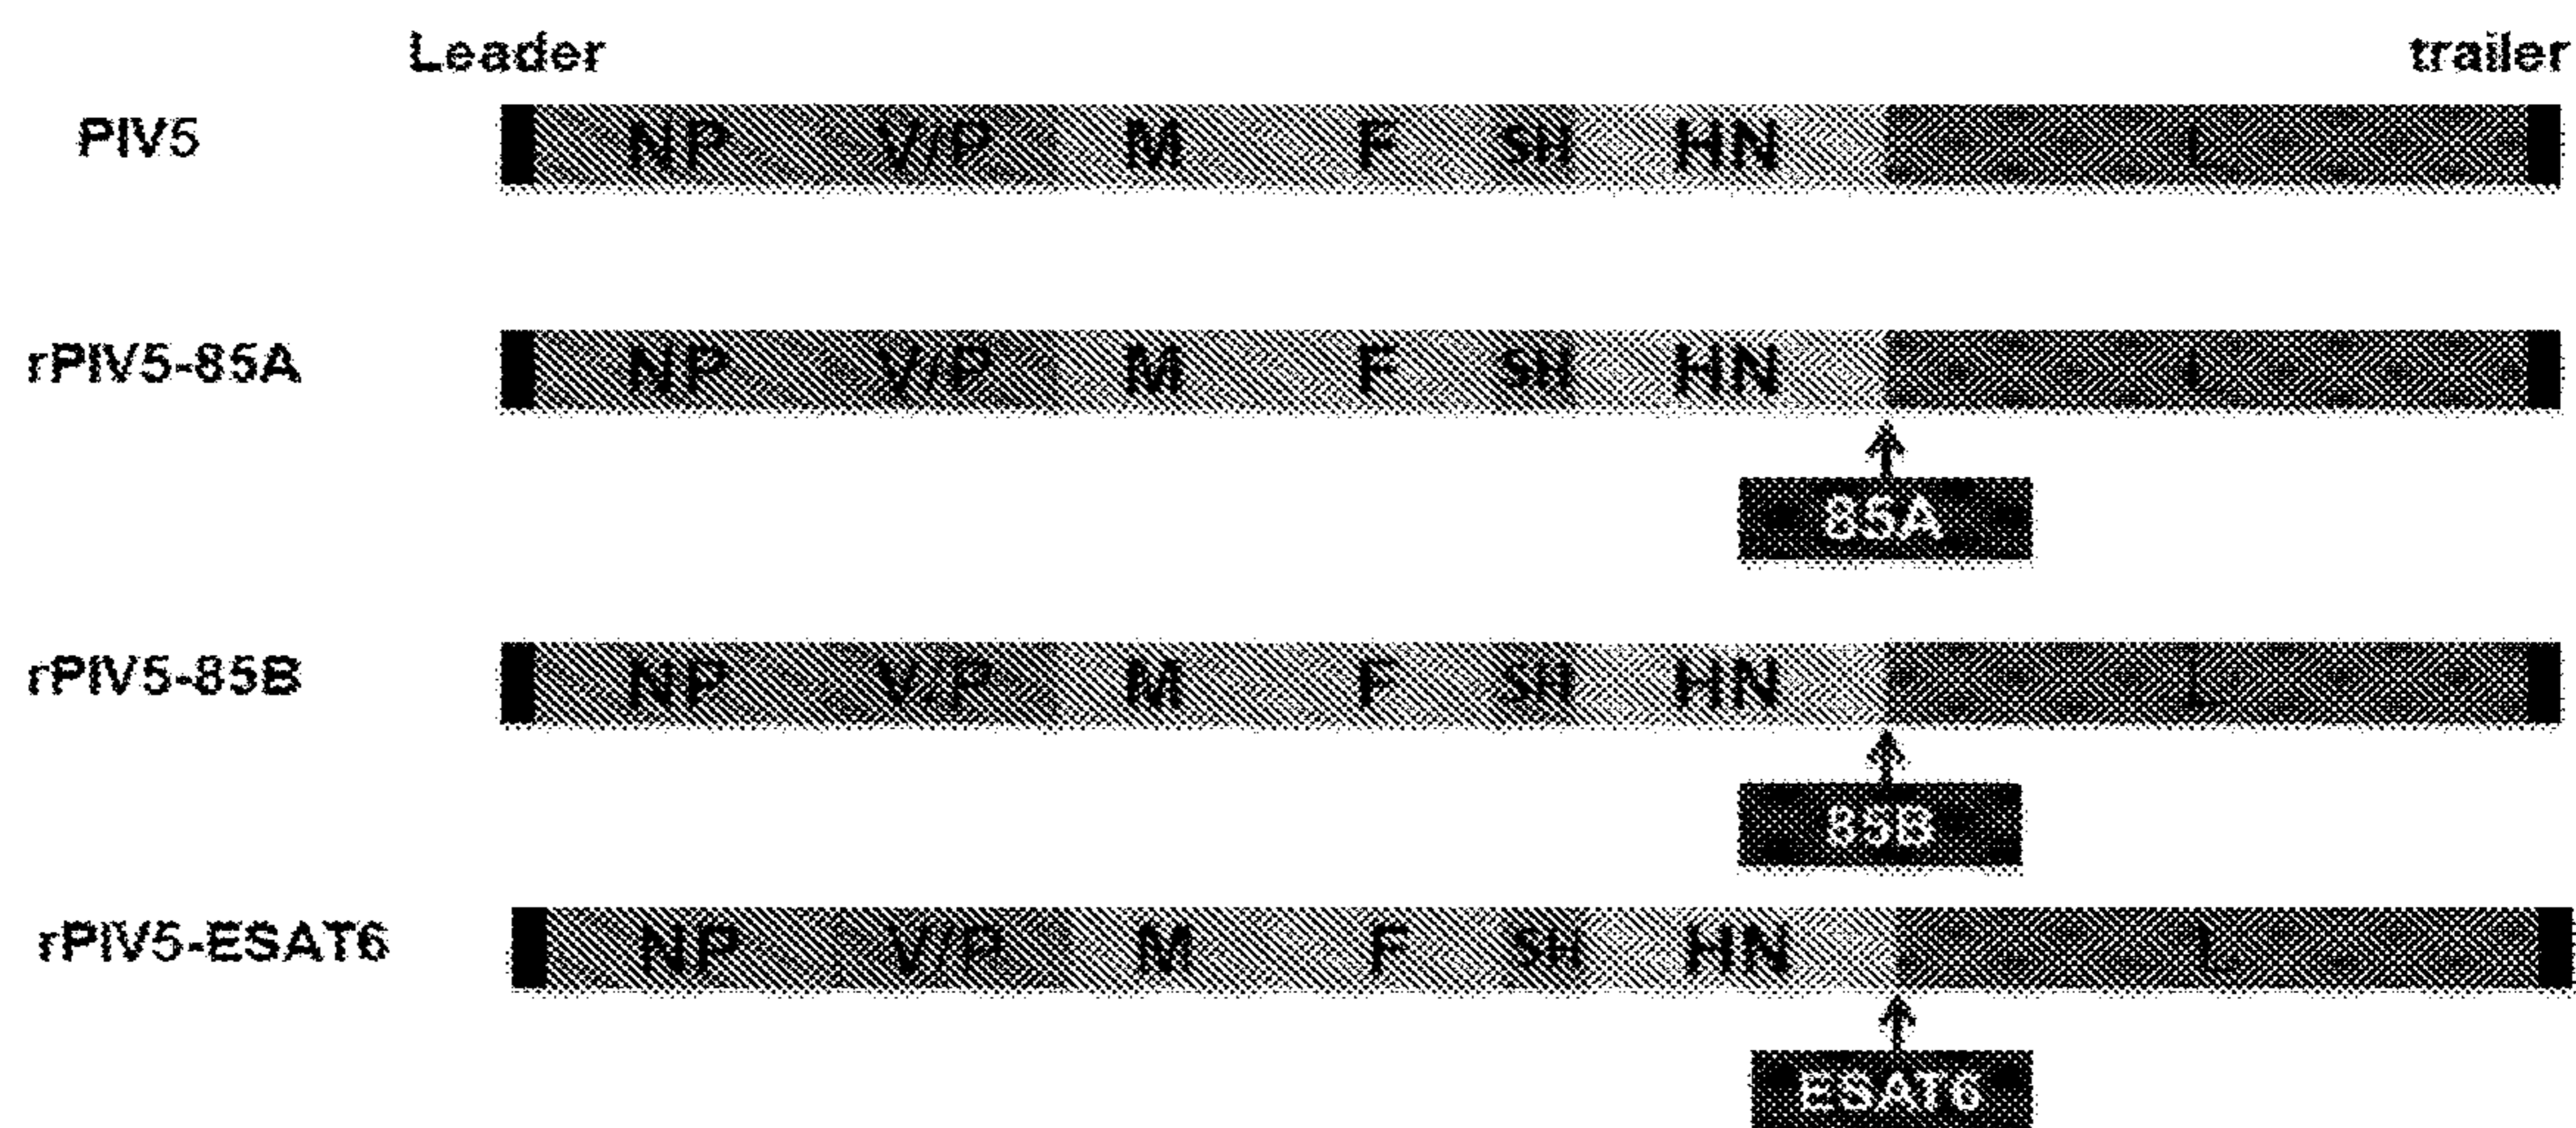 Leader trailer
PIV5 NP V/P M F SH HN L
rPIV5-85A NP V/P M F SH HN L
85A
rPIV5-85B NP V/P M F SH HN L
85B
rPIV5-ESAT6 NP V/P M F SH HN L
ESAT6